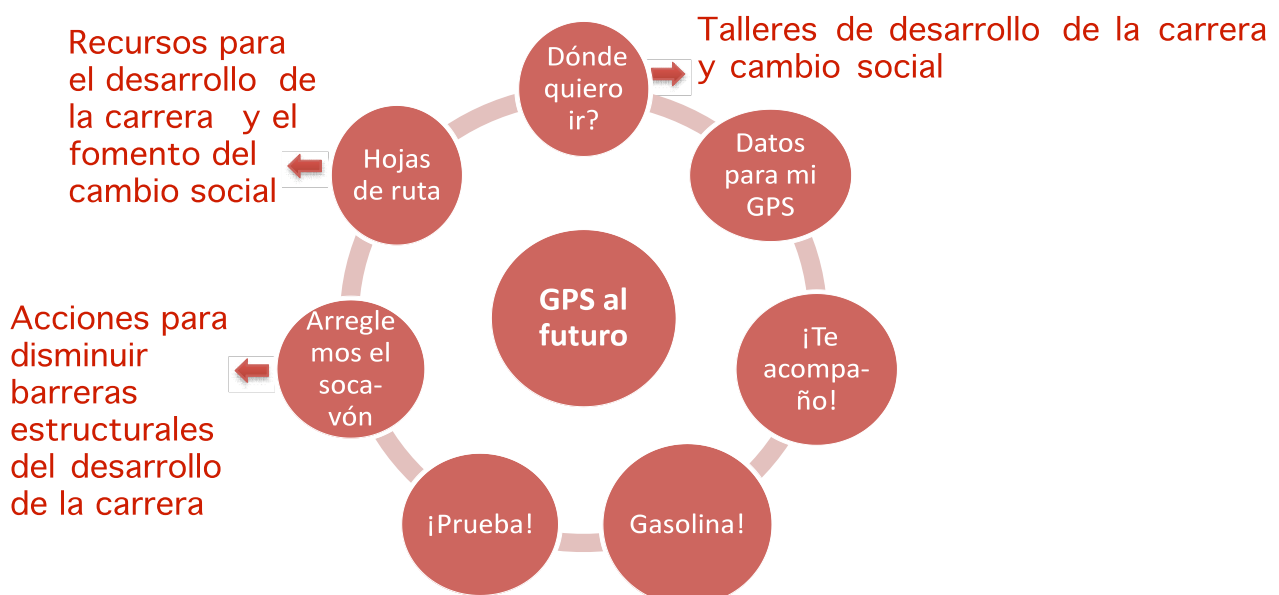 Recursos para
el desarrollo de
la carrera y el
fomento del
cambio social
Dónde
quiero
ir?
Talleres de desarrollo de la carrera
y cambio social
Hojas
de ruta
Datos
para mi
GPS
GPS al
futuro
Acciones para
disminuir
barreras
estructurales
del desarrollo
de la carrera
Arregle
mos el
soca-
vón
¡Te
acompa-
ño!
¡Prueba!
Gasolina!